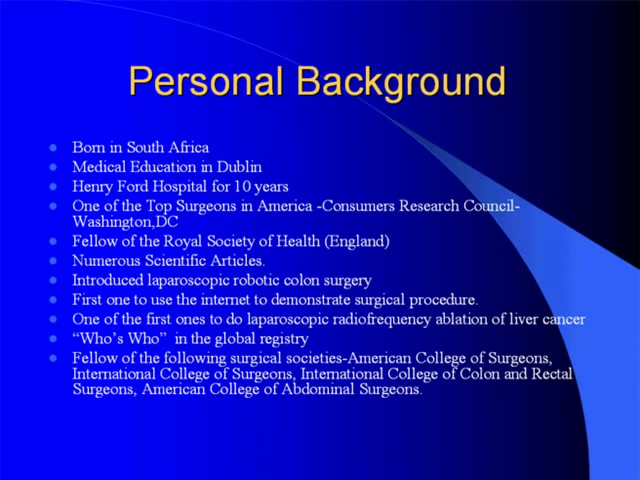 Personal Background
Born in South Africa
Medical Education in Dublin
Henry Ford Hospital for 10 years
One of the Top Surgeons in America -Consumers Research Council-
Washington,DC
Fellow of the Royal Society of Health (England)
Numerous Scientific Articles.
Introduced laparoscopic robotic colon surgery
First one to use the internet to demonstrate surgical procedure.
One of the first ones to do laparoscopic radiofrequency ablation of liver cancer
“Who’s Who” in the global registry
Fellow of the following surgical societies-American College of Surgeons,
International College of Surgeons, International College of Colon and Rectal
Surgeons, American College of Abdominal Surgeons.